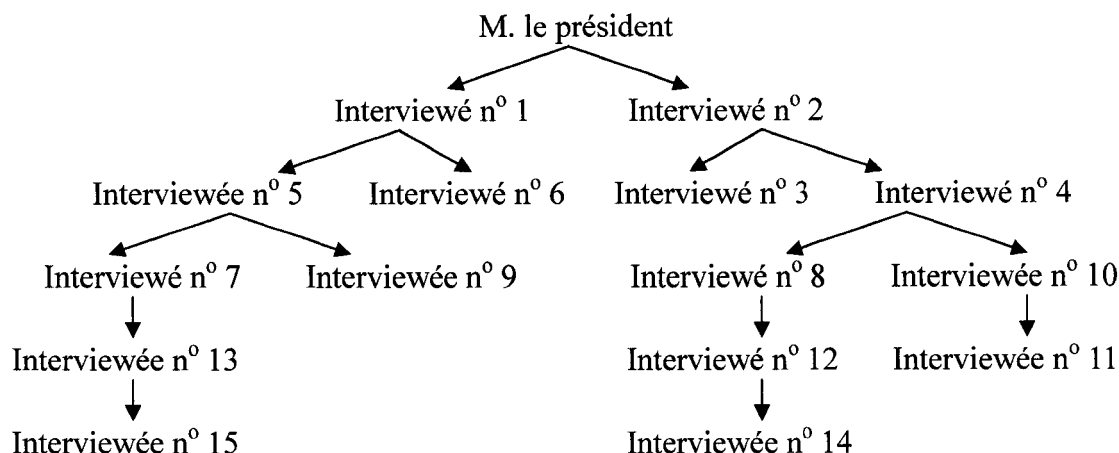 M. le président
Interviewé nº 1 Interviewé nº 2
Interviewée nº 5 Interviewé nº 6 Interviewé nº 3 Interviewé nº 4
Interviewé nº 7 Interviewée nº 9 Interviewé nº 8 Interviewée nº 10
Interviewée nº 13 Interviewé nº 12 Interviewée nº 11
Interviewée nº 15 Interviewée nº 14